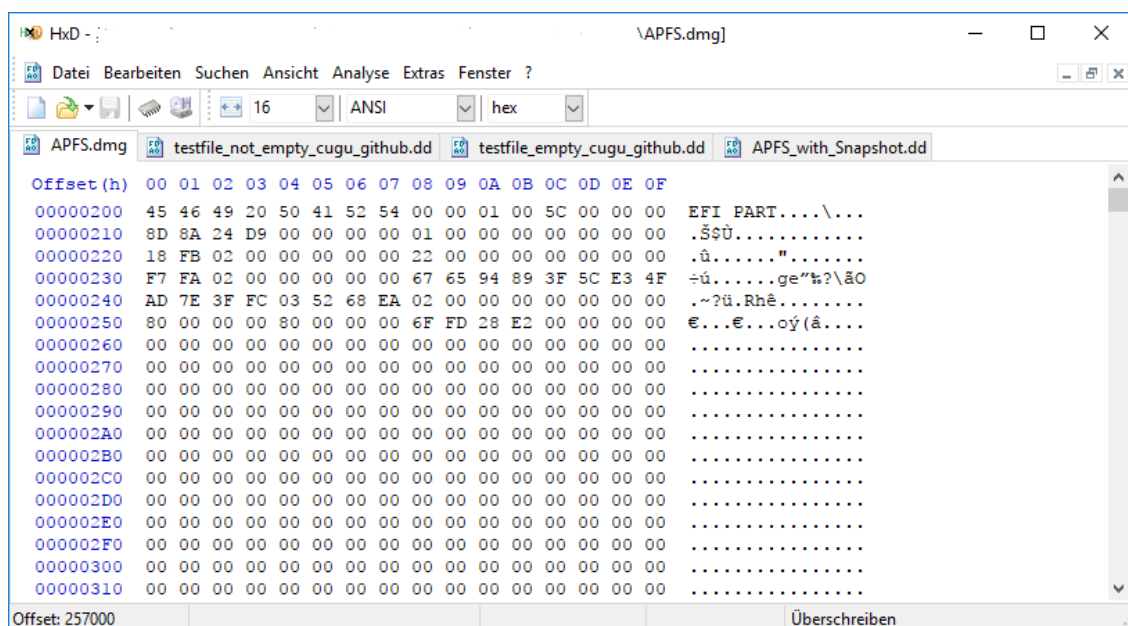 HxD - \APFS.dmg]
Datei Bearbeiten Suchen Ansicht Analyse Extras Fenster ?
16 ANSI hex
APFS.dmg testfile_not_empty_cugu_github.dd testfile_empty_cugu_github.dd APFS_with_Snapshot.dd
Offset(h) 00 01 02 03 04 05 06 07 08 09 0A 0B 0C 0D 0E 0F
00000200 45 46 49 20 50 41 52 54 00 00 01 00 5C 00 00 00 EFI PART....\...
00000210 8D 8A 24 D9 00 00 00 00 01 00 00 00 00 00 00 00 .Š$Ù............
00000220 18 FB 02 00 00 00 00 00 22 00 00 00 00 00 00 00 .û......".......
00000230 F7 FA 02 00 00 00 00 00 67 65 94 89 3F 5C E3 4F ÷ú......ge”‰?\ãO
00000240 AD 7E 3F FC 03 52 68 EA 02 00 00 00 00 00 00 00 .~?ü.Rhê........
00000250 80 00 00 00 80 00 00 00 6F FD 28 E2 00 00 00 00 €...€...oý(â....
00000260 00 00 00 00 00 00 00 00 00 00 00 00 00 00 00 00 ................
00000270 00 00 00 00 00 00 00 00 00 00 00 00 00 00 00 00 ................
00000280 00 00 00 00 00 00 00 00 00 00 00 00 00 00 00 00 ................
00000290 00 00 00 00 00 00 00 00 00 00 00 00 00 00 00 00 ................
000002A0 00 00 00 00 00 00 00 00 00 00 00 00 00 00 00 00 ................
000002B0 00 00 00 00 00 00 00 00 00 00 00 00 00 00 00 00 ................
000002C0 00 00 00 00 00 00 00 00 00 00 00 00 00 00 00 00 ................
000002D0 00 00 00 00 00 00 00 00 00 00 00 00 00 00 00 00 ................
000002E0 00 00 00 00 00 00 00 00 00 00 00 00 00 00 00 00 ................
000002F0 00 00 00 00 00 00 00 00 00 00 00 00 00 00 00 00 ................
00000300 00 00 00 00 00 00 00 00 00 00 00 00 00 00 00 00 ................
00000310 00 00 00 00 00 00 00 00 00 00 00 00 00 00 00 00 ................
Offset: 257000 Überschreiben